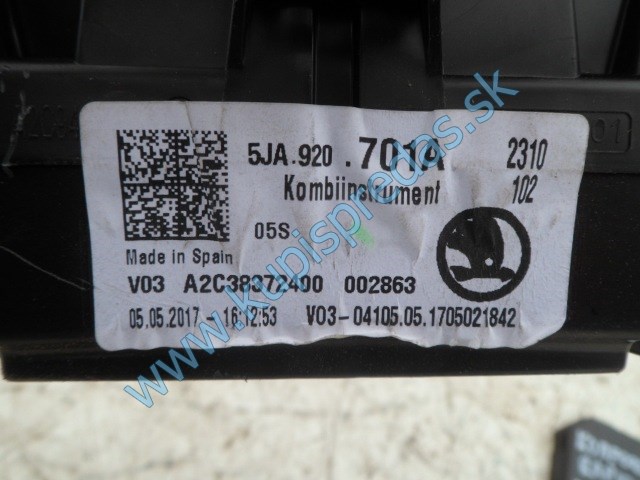 5JA.920 .701A 2310
Kombiinstrument 102
05S
Made in Spain
V03 A2C38372400 002863
05.05.2017 - 16:12:53 V03-04105.05.1705021842
www.kupispredas.sk